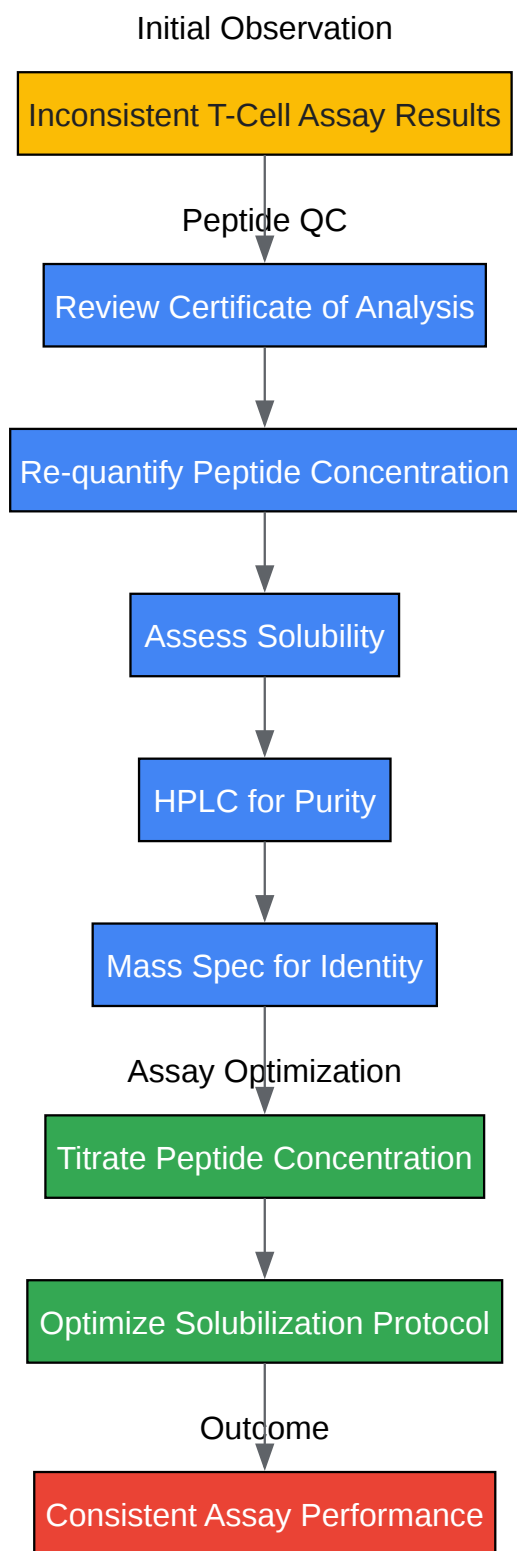 Initial Observation
Inconsistent T-Cell Assay Results
Peptide QC
Review Certificate of Analysis
Re-quantify Peptide Concentration
Assess Solubility
HPLC for Purity
Mass Spec for Identity
Assay Optimization
Titrate Peptide Concentration
Optimize Solubilization Protocol
Outcome
Consistent Assay Performance